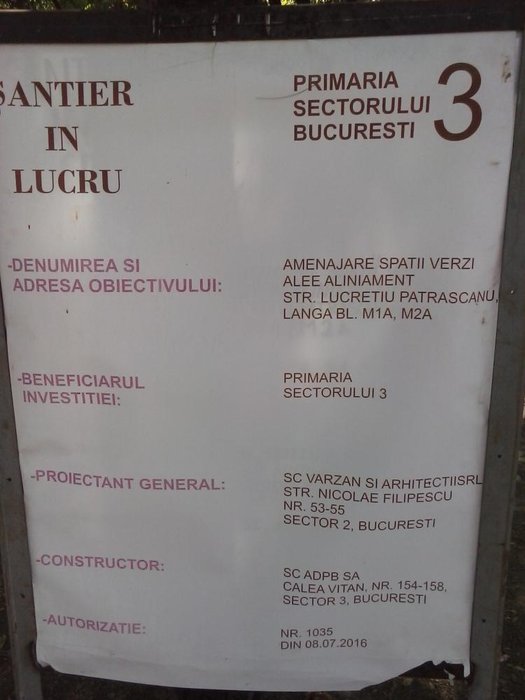 SANTIER
IN
LUCRU
PRIMARIA
SECTORULUI 3
BUCURESTI
-DENUMIREA SI
ADRESA OBIECTIVULUI:
AMENAJARE SPATII VERZI
ALEE ALINIAMENT
STR. LUCRETIU PATRASCANU,
LANGA BL. M1A, M2A
-BENEFICIARUL
INVESTITIEI:
PRIMARIA
SECTORULUI 3
-PROIECTANT GENERAL:
SC VARZAN SI ARHITECTIISRL
STR. NICOLAE FILIPESCU
NR. 53-55
SECTOR 2, BUCURESTI
-CONSTRUCTOR:
SC ADPB SA
CALEA VITAN, NR. 154-158,
SECTOR 3, BUCURESTI
-AUTORIZATIE:
NR. 1035
DIN 08.07.2016